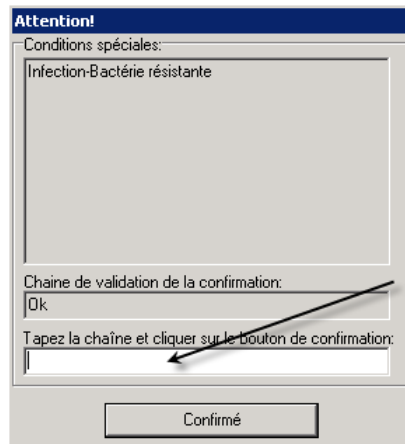 Attention!
Conditions spéciales:
Infection-Bactérie résistante
Chaine de validation de la confirmation:
Ok
Tapez la chaîne et cliquer sur le bouton de confirmation:
Confirmé